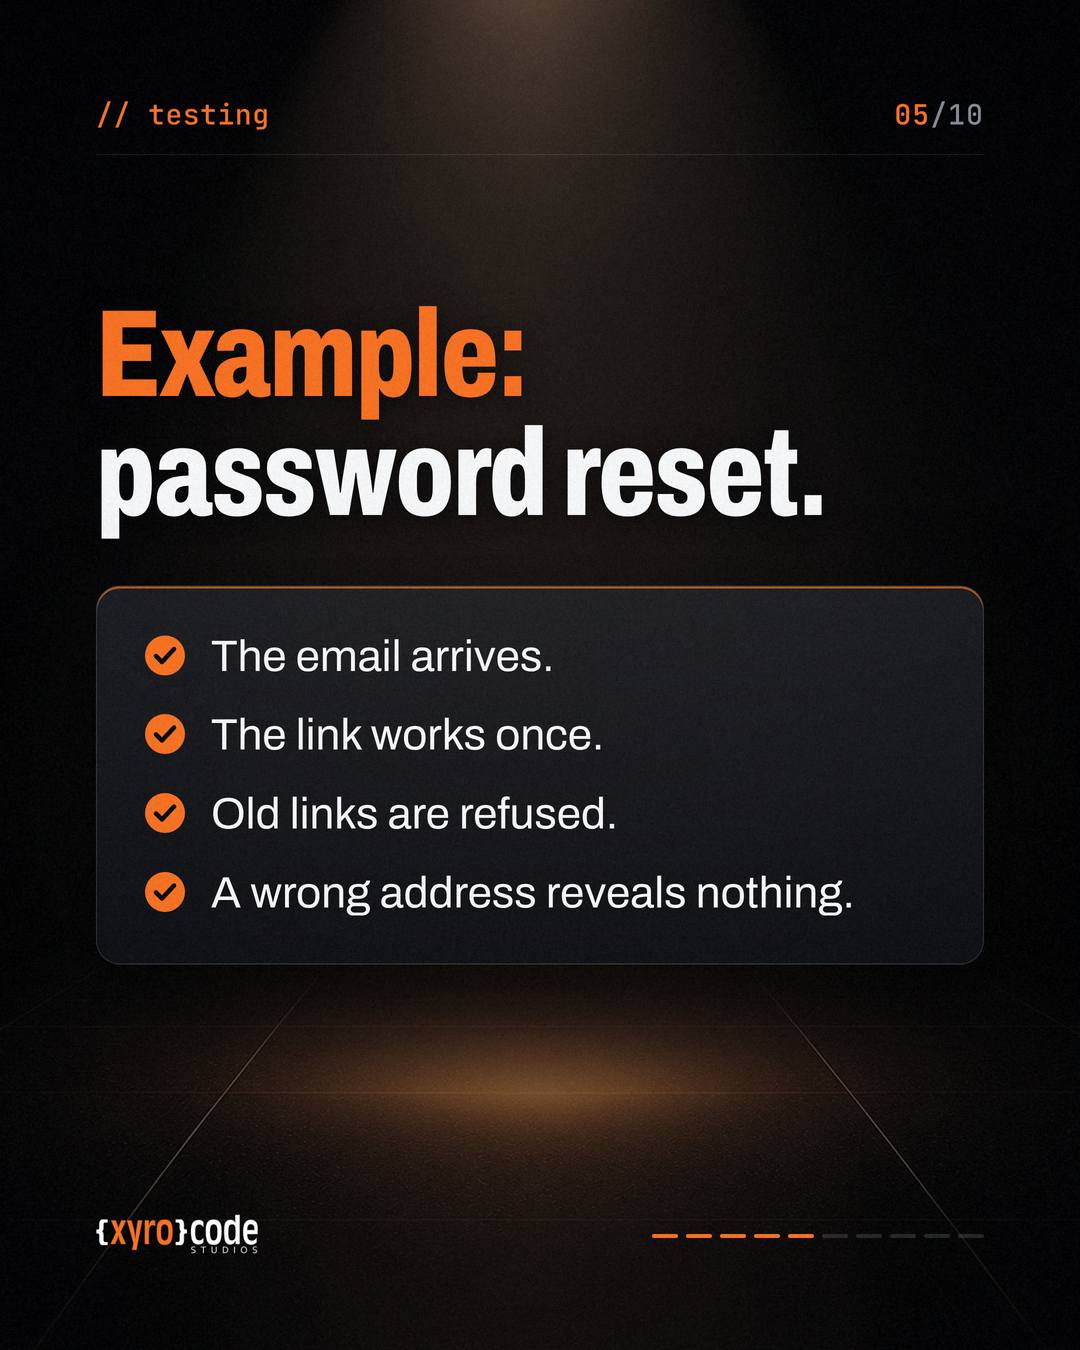 // testing
05/10
Example:
password reset.
The email arrives.
The link works once.
Old links are refused.
A wrong address reveals nothing.
{xyro}code
STUDIOS